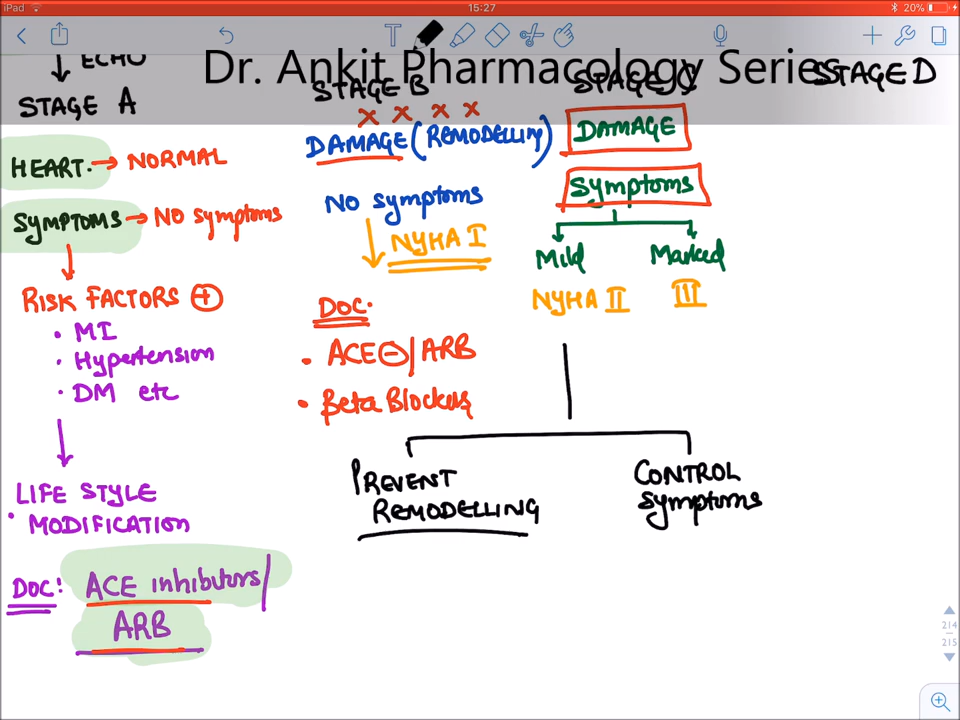 iPad
15:27
20%
Dr. Ankit Pharmacology Series
↓ ECHO
STAGE A
HEART. → NORMAL
SYMPTOMS → NO symptoms
RISK FACTORS ⊕
• MI
• Hypertension
• DM etc
LIFE STYLE
• MODIFICATION
DOC: ACE inhibitors/
ARB
STAGE B
x x x x
DAMAGE (REMODELLING)
NO symptoms
NYHA I
DOC.
• ACE⊖/ARB
• Beta Blockers
STAGE C
DAMAGE
Symptoms
Mild Marked
NYHA II III
PREVENT
REMODELLING
CONTROL
symptoms
STAGE D
214
215